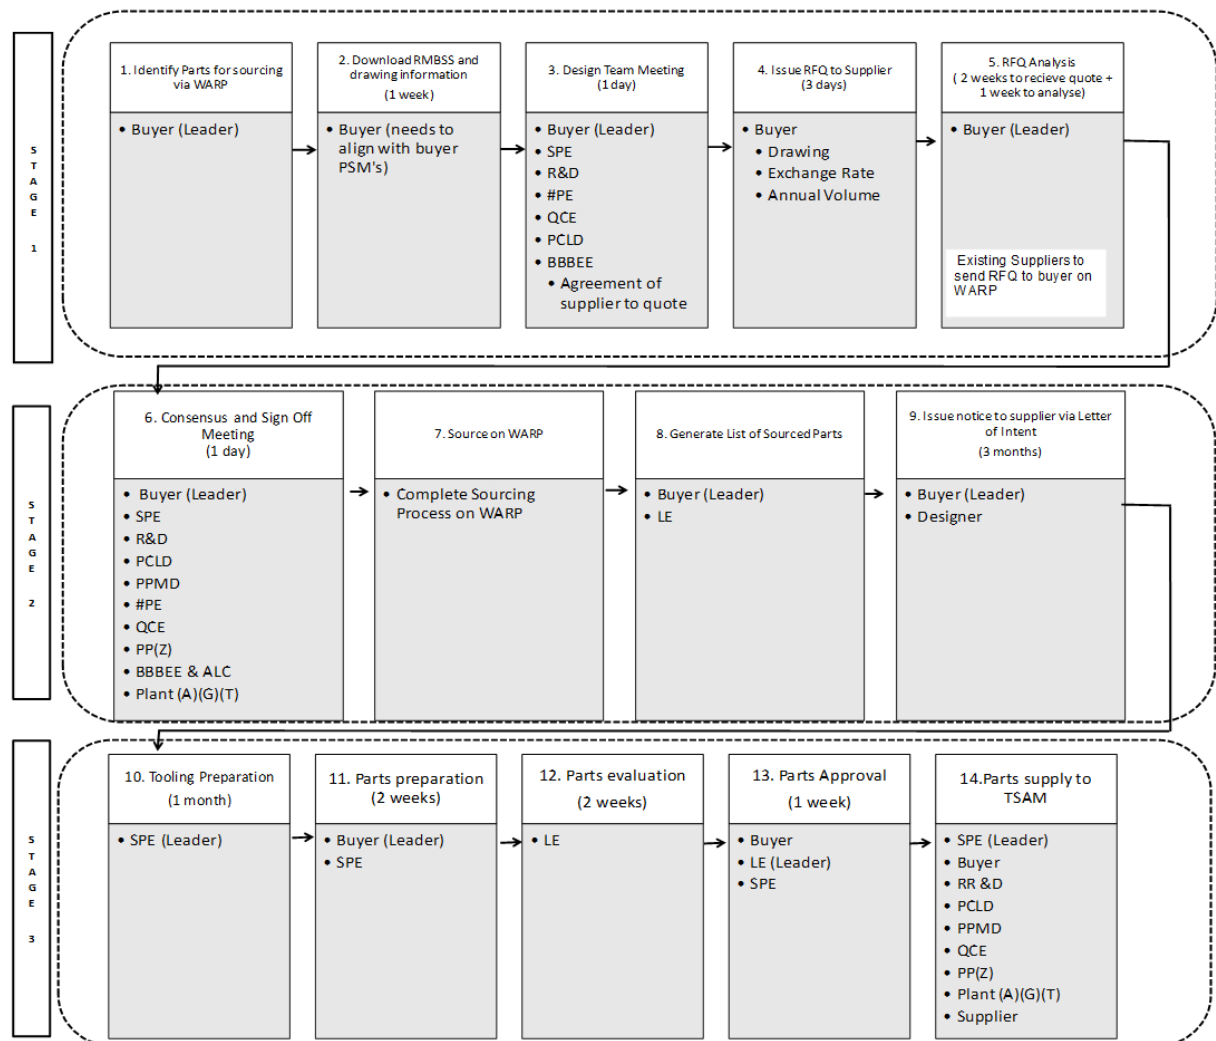 STAGE 1
1. Identify Parts for sourcing
via WARP
• Buyer (Leader)
2. Download RMBSS and
drawing information
(1 week)
• Buyer (needs to
align with buyer
PSM's)
3. Design Team Meeting
(1 day)
• Buyer (Leader)
• SPE
• R&D
• #PE
• QCE
• PCLD
• BBBEE
• Agreement of
supplier to quote
4. Issue RFQ to Supplier
(3 days)
• Buyer
• Drawing
• Exchange Rate
• Annual Volume
5. RFQ Analysis
( 2 weeks to recieve quote +
1 week to analyse)
• Buyer (Leader)
Existing Suppliers to
send RFQ to buyer on
WARP
STAGE 2
6. Consensus and Sign Off
Meeting
(1 day)
• Buyer (Leader)
• SPE
• R&D
• PCLD
• PPMD
• #PE
• QCE
• PP(Z)
• BBBEE & ALC
• Plant (A)(G)(T)
7. Source on WARP
• Complete Sourcing
Process on WARP
8. Generate List of Sourced Parts
• Buyer (Leader)
• LE
9. Issue notice to supplier via Letter
of Intent
(3 months)
• Buyer (Leader)
• Designer
STAGE 3
10. Tooling Preparation
(1 month)
• SPE (Leader)
11. Parts preparation
(2 weeks)
• Buyer (Leader)
• SPE
12. Parts evaluation
(2 weeks)
• LE
13. Parts Approval
(1 week)
• Buyer
• LE (Leader)
• SPE
14.Parts supply to
TSAM
• SPE (Leader)
• Buyer
• RR &D
• PCLD
• PPMD
• QCE
• PP(Z)
• Plant (A)(G)(T)
• Supplier